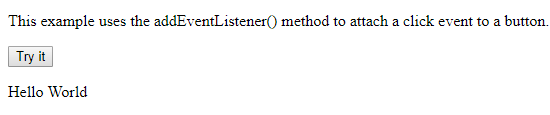 This example uses the addEventListener() method to attach a click event to a button.
Try it
Hello World